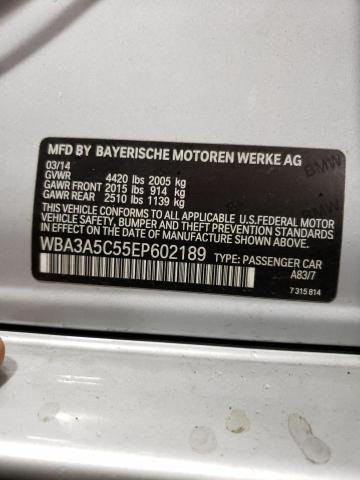 MFD BY BAYERISCHE MOTOREN WERKE AG
03/14
GVWR 4420 lbs 2005 kg
GAWR FRONT 2015 lbs 914 kg
GAWR REAR 2510 lbs 1139 kg
THIS VEHICLE CONFORMS TO ALL APPLICABLE U.S.FEDERAL MOTOR
VEHICLE SAFETY, BUMPER AND THEFT PREVENTION STANDARDS
IN EFFECT ON THE DATE OF MANUFACTURE SHOWN ABOVE.
WBA3A5C55EP602189 TYPE: PASSENGER CAR
A83/7
7 315 814
BMW